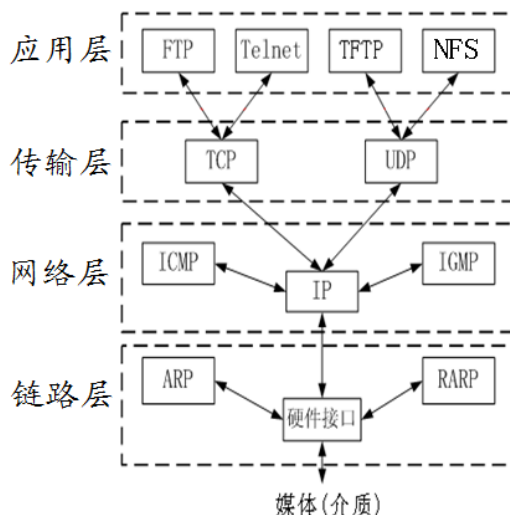 应用层 FTP Telnet TFTP NFS
传输层 TCP UDP
网络层 ICMP IP IGMP
链路层 ARP 硬件接口 RARP
媒体(介质)